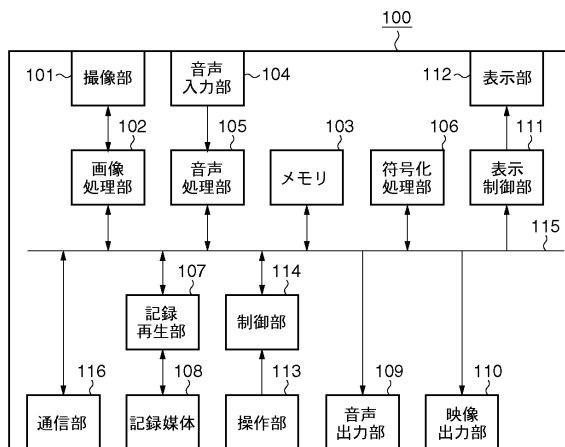 100
101
撮像部
音声
入力部
104
112
表示部
102
画像
処理部
105
音声
処理部
103
メモリ
106
符号化
処理部
111
表示
制御部
115
107
記録
再生部
114
制御部
116
通信部
108
記録媒体
113
操作部
109
音声
出力部
110
映像
出力部